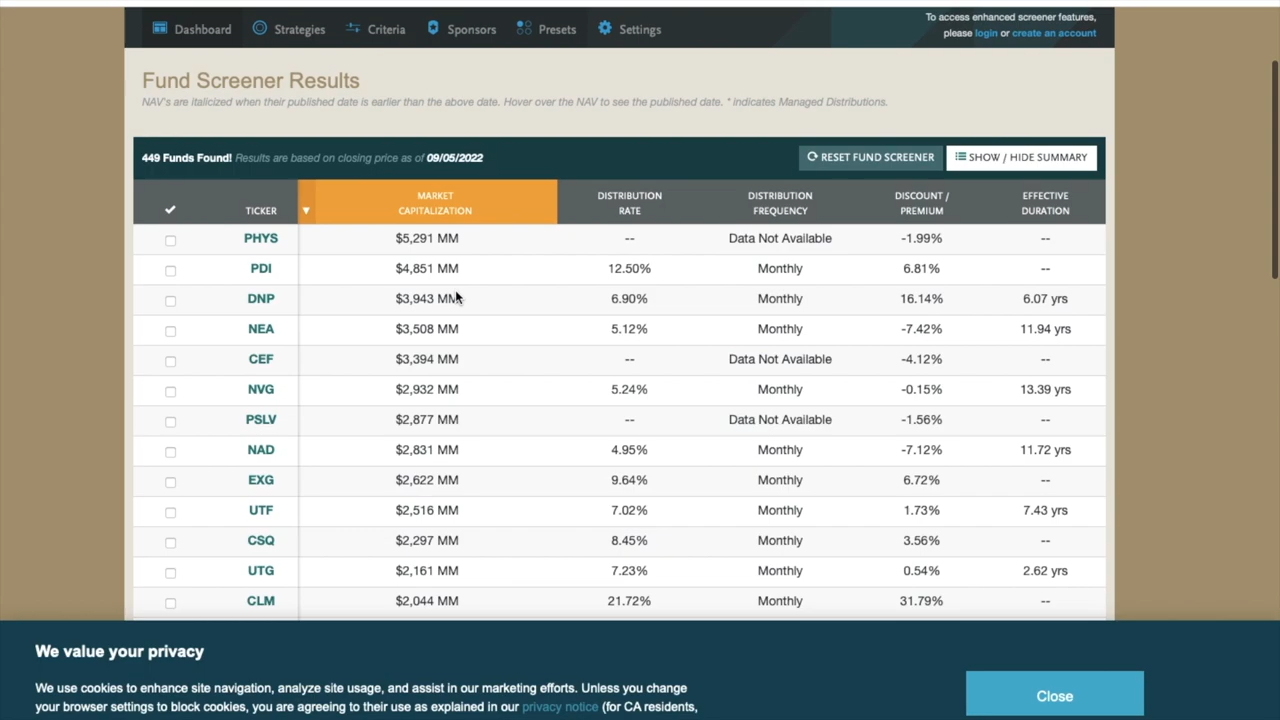 Dashboard Strategies Criteria Sponsors Presets Settings
To access enhanced screener features,
please login or create an account
Fund Screener Results
NAV's are italicized when their published date is earlier than the above date. Hover over the NAV to see the published date. * indicates Managed Distributions.
449 Funds Found! Results are based on closing price as of 09/05/2022 RESET FUND SCREENER SHOW / HIDE SUMMARY
TICKER MARKET CAPITALIZATION DISTRIBUTION RATE DISTRIBUTION FREQUENCY DISCOUNT / PREMIUM EFFECTIVE DURATION
PHYS $5,291 MM -- Data Not Available -1.99% --
PDI $4,851 MM 12.50% Monthly 6.81% --
DNP $3,943 MM 6.90% Monthly 16.14% 6.07 yrs
NEA $3,508 MM 5.12% Monthly -7.42% 11.94 yrs
CEF $3,394 MM -- Data Not Available -4.12% --
NVG $2,932 MM 5.24% Monthly -0.15% 13.39 yrs
PSLV $2,877 MM -- Data Not Available -1.56% --
NAD $2,831 MM 4.95% Monthly -7.12% 11.72 yrs
EXG $2,622 MM 9.64% Monthly 6.72% --
UTF $2,516 MM 7.02% Monthly 1.73% 7.43 yrs
CSQ $2,297 MM 8.45% Monthly 3.56% --
UTG $2,161 MM 7.23% Monthly 0.54% 2.62 yrs
CLM $2,044 MM 21.72% Monthly 31.79% --
We value your privacy
We use cookies to enhance site navigation, analyze site usage, and assist in our marketing efforts. Unless you change
your browser settings to block cookies, you are agreeing to their use as explained in our privacy notice (for CA residents,
Close